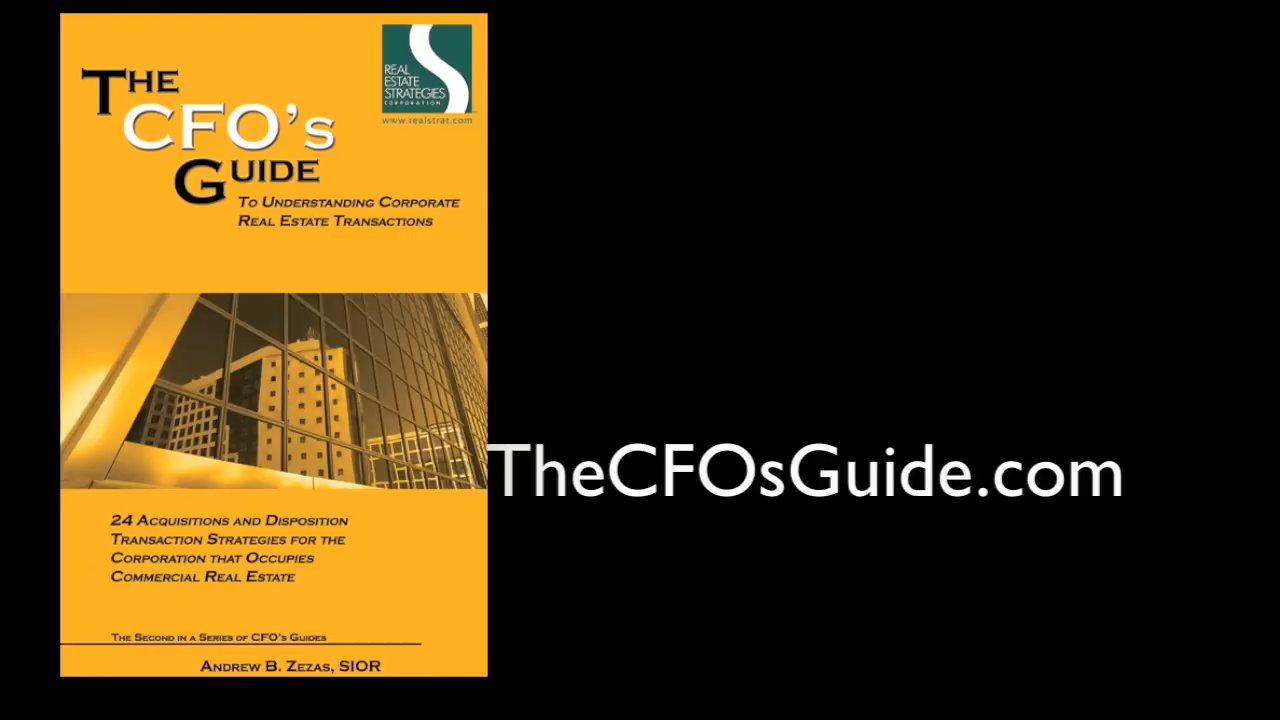 THE
CFO's
GUIDE
TO UNDERSTANDING CORPORATE
REAL ESTATE TRANSACTIONS
REAL
ESTATE
STRATEGIES
CORPORATION
www.realstrat.com
TheCFOsGuide.com
24 ACQUISITIONS AND DISPOSITION
TRANSACTION STRATEGIES FOR THE
CORPORATION THAT OCCUPIES
COMMERCIAL REAL ESTATE
THE SECOND IN A SERIES OF CFO'S GUIDES
ANDREW B. ZEZAS, SIOR